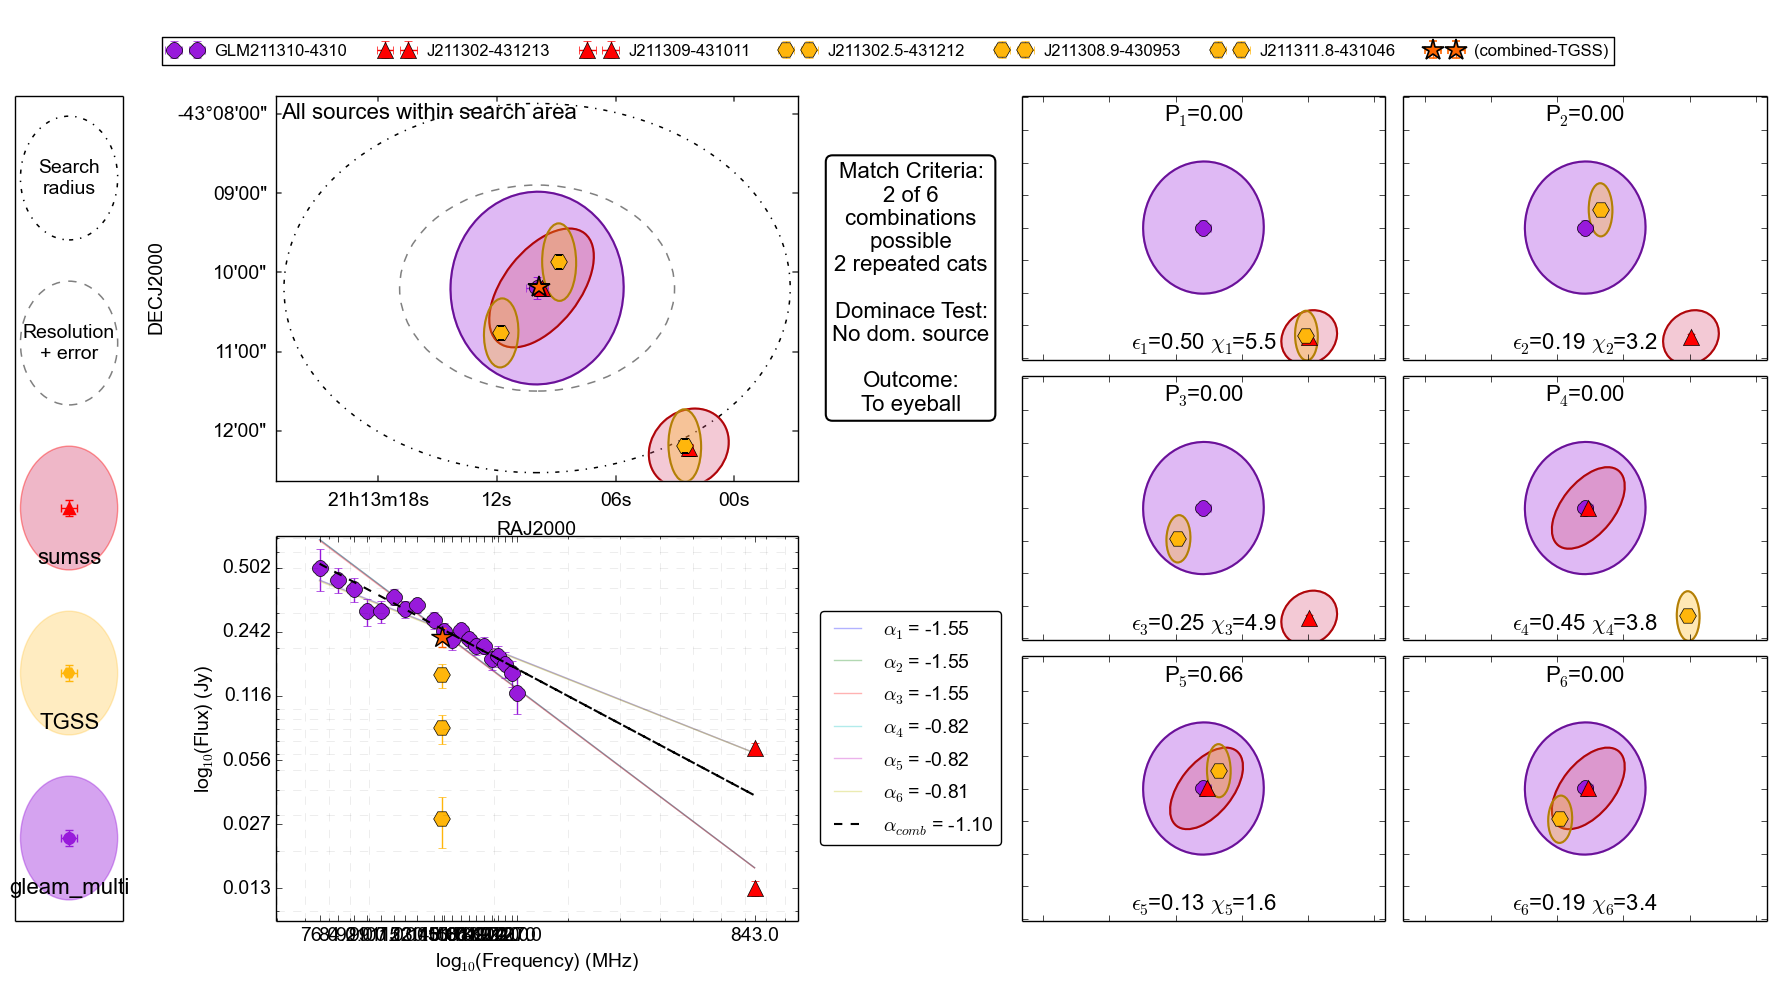 GLM211310-4310 J211302-431213 J211309-431011 J211302.5-431212 J211308.9-430953 J211311.8-431046 (combined-TGSS)
Search
radius
Resolution
+ error
sumss
TGSS
gleam_multi
All sources within search area
-43°08'00"
09'00"
10'00"
11'00"
12'00"
DECJ2000
21h13m18s 12s 06s 00s
RAJ2000
Match Criteria:
2 of 6
combinations
possible
2 repeated cats
Dominace Test:
No dom. source
Outcome:
To eyeball
0.502
0.242
0.116
0.056
0.027
0.013
log10(Flux) (Jy)
843.0
log10(Frequency) (MHz)
α1 = -1.55
α2 = -1.55
α3 = -1.55
α4 = -0.82
α5 = -0.82
α6 = -0.81
αcomb = -1.10
P1=0.00
ϵ1=0.50 χ1=5.5
P2=0.00
ϵ2=0.19 χ2=3.2
P3=0.00
ϵ3=0.25 χ3=4.9
P4=0.00
ϵ4=0.45 χ4=3.8
P5=0.66
ϵ5=0.13 χ5=1.6
P6=0.00
ϵ6=0.19 χ6=3.4